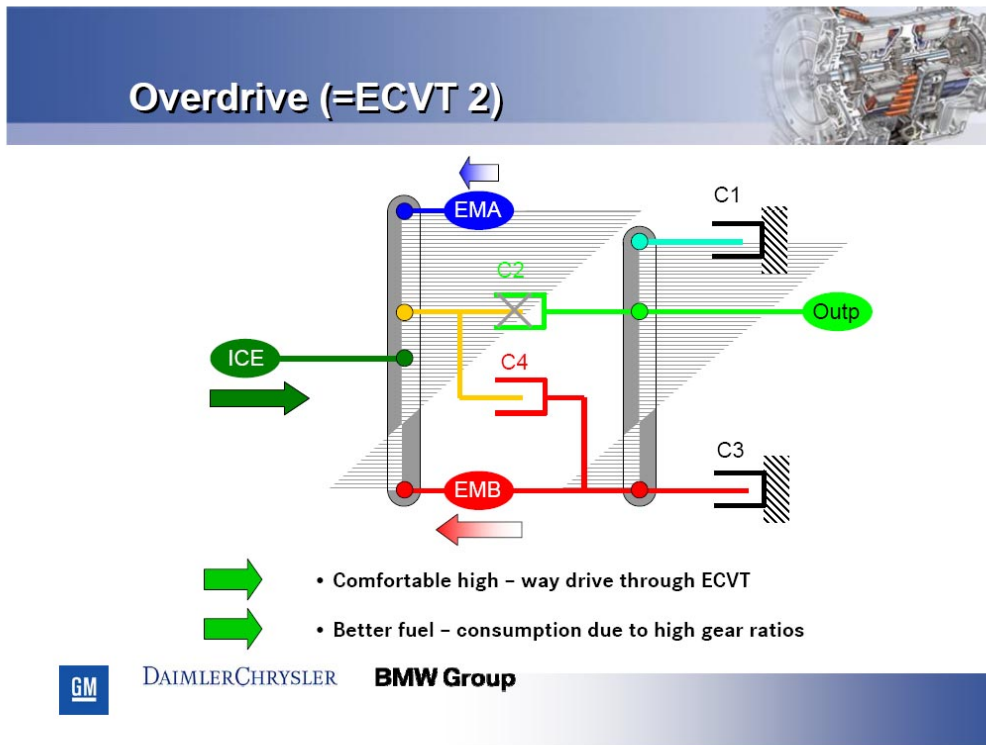 Overdrive (=ECVT 2)
EMA
C1
C2
Outp
ICE
C4
C3
EMB
• Comfortable high – way drive through ECVT
• Better fuel – consumption due to high gear ratios
GM
DAIMLERCHRYSLER
BMW Group